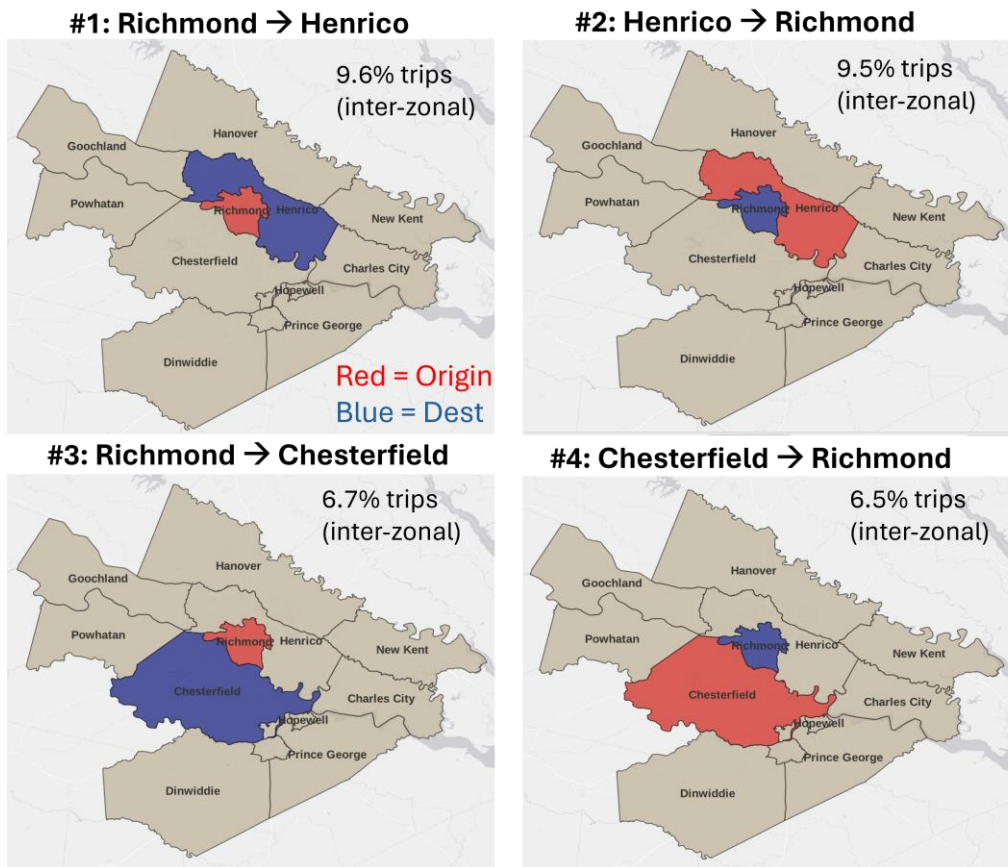 #1: Richmond → Henrico
9.6% trips
(inter-zonal)
Hanover
Goochland
Powhatan
Richmond
Henrico
New Kent
Chesterfield
Charles City
Hopewell
Prince George
Dinwiddie
Red = Origin
Blue = Dest
#2: Henrico → Richmond
9.5% trips
(inter-zonal)
Hanover
Goochland
Powhatan
Richmond
Henrico
New Kent
Chesterfield
Charles City
Hopewell
Prince George
Dinwiddie
#3: Richmond → Chesterfield
6.7% trips
(inter-zonal)
Hanover
Goochland
Powhatan
Richmond
Henrico
New Kent
Chesterfield
Charles City
Hopewell
Prince George
Dinwiddie
#4: Chesterfield → Richmond
6.5% trips
(inter-zonal)
Hanover
Goochland
Powhatan
Richmond
Henrico
New Kent
Chesterfield
Charles City
Hopewell
Prince George
Dinwiddie